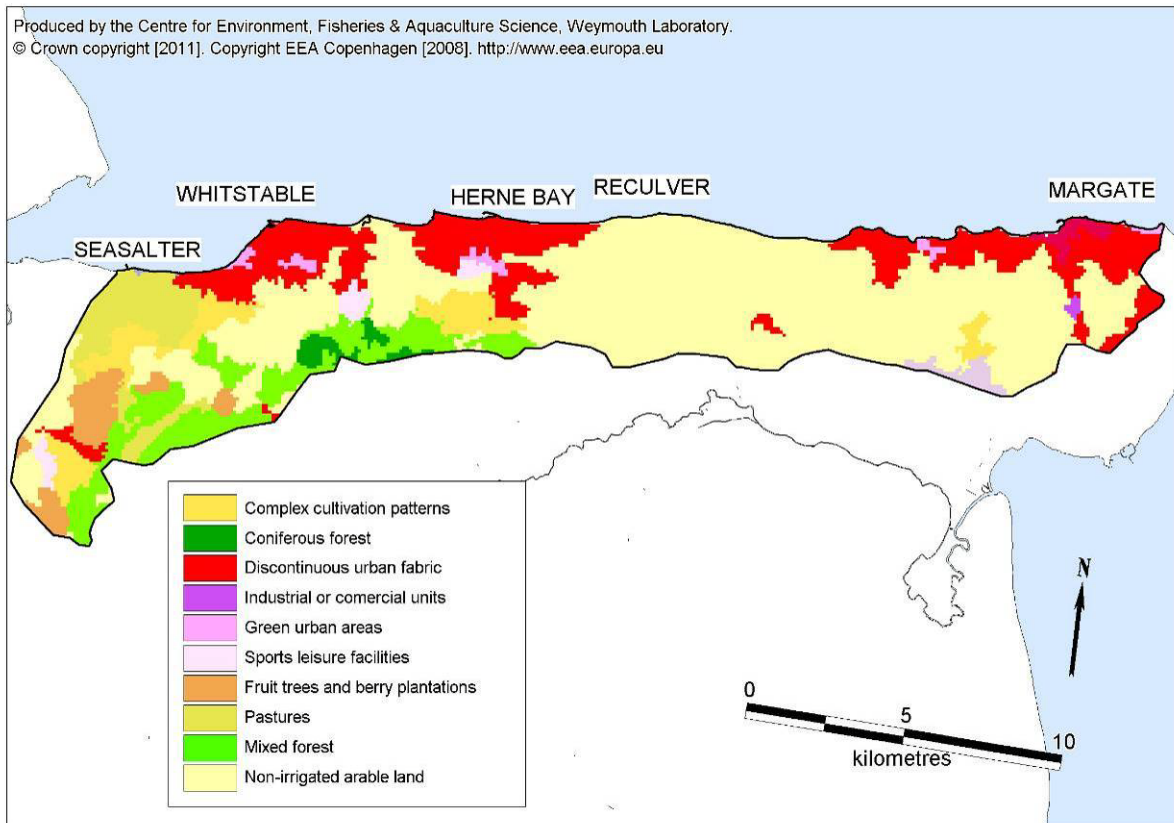 Produced by the Centre for Environment, Fisheries & Aquaculture Science, Weymouth Laboratory.
© Crown copyright [2011]. Copyright EEA Copenhagen [2008]. http://www.eea.europa.eu
WHITSTABLE
HERNE BAY
RECULVER
MARGATE
SEASALTER
Complex cultivation patterns
Coniferous forest
Discontinuous urban fabric
Industrial or comercial units
Green urban areas
Sports leisure facilities
Fruit trees and berry plantations
Pastures
Mixed forest
Non-irrigated arable land
N
0
5
10
kilometres